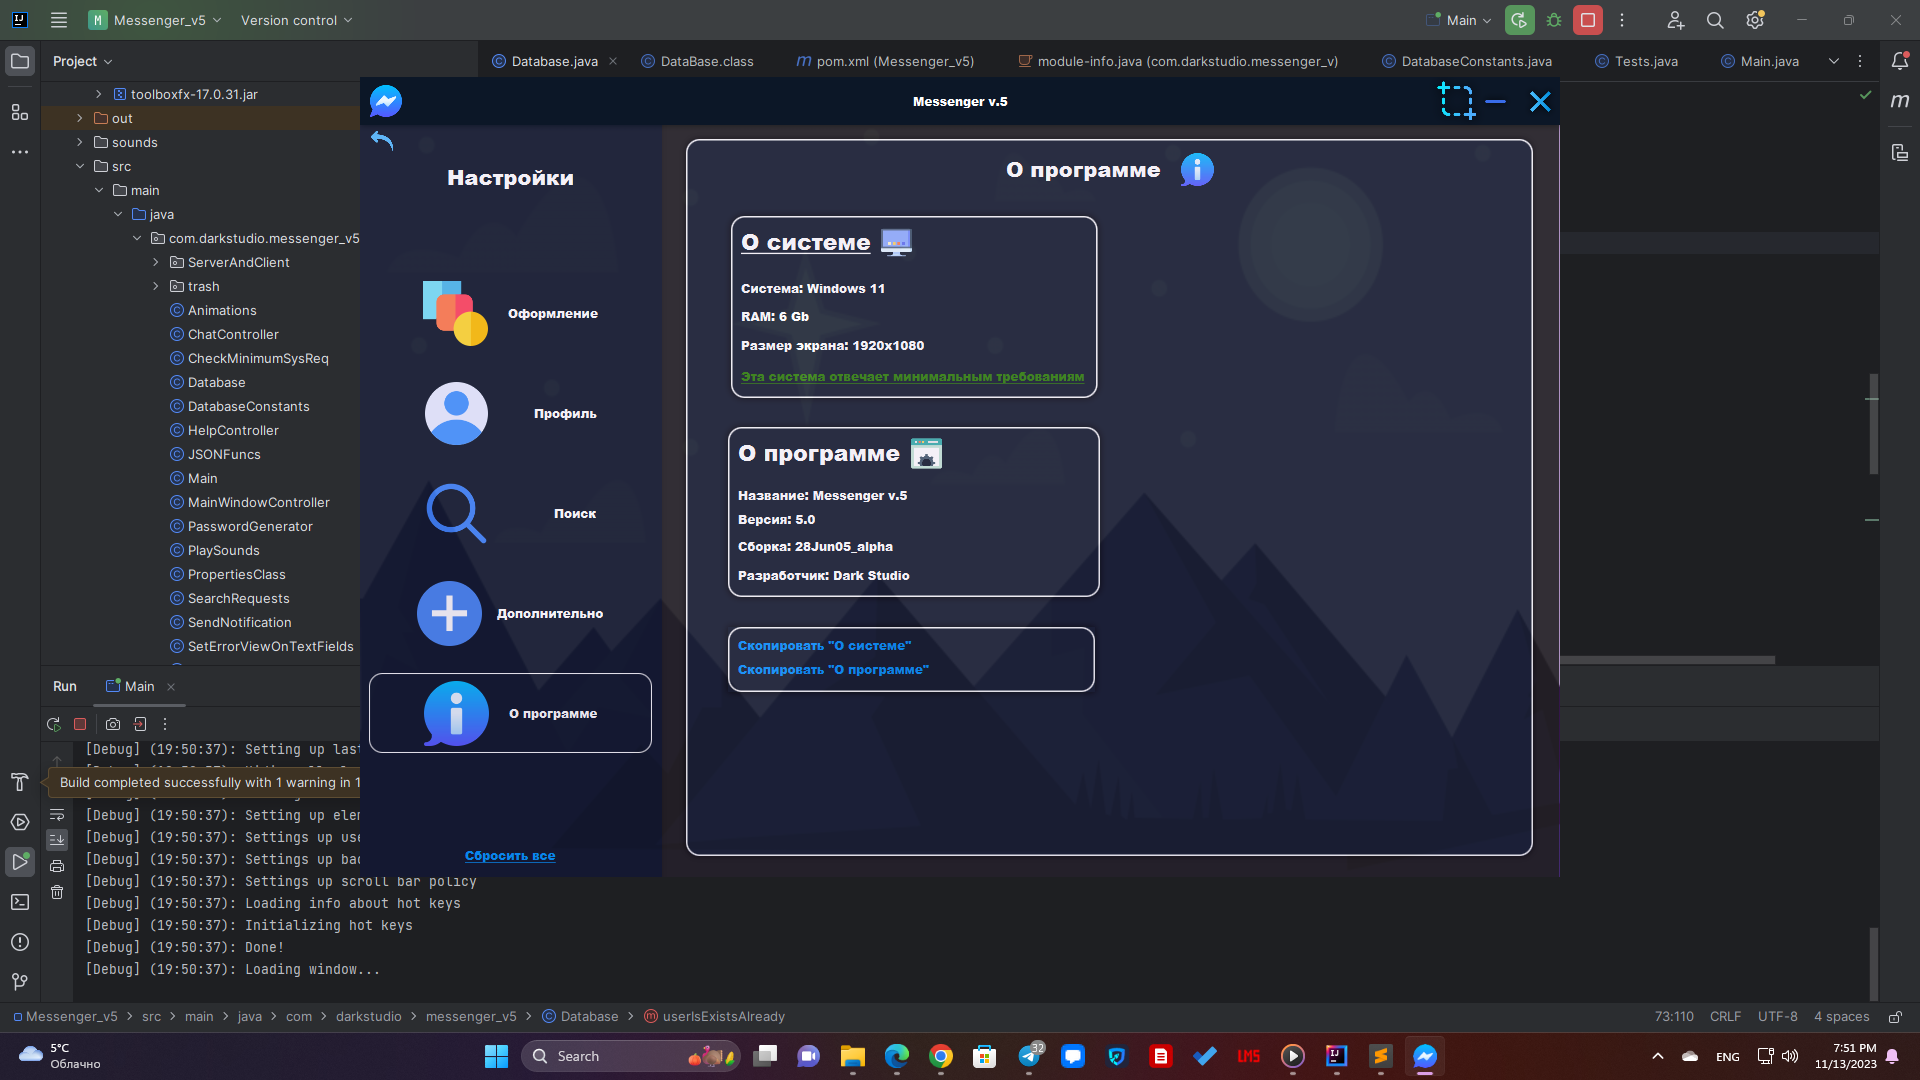 Messenger_v5
Version control
Main
Project
Database.java
DataBase.class
pom.xml (Messenger_v5)
module-info.java (com.darkstudio.messenger_v)
DatabaseConstants.java
Tests.java
Main.java
toolboxfx-17.0.31.jar
out
sounds
src
main
java
com.darkstudio.messenger_v5
ServerAndClient
trash
Animations
ChatController
CheckMinimumSysReq
Database
DatabaseConstants
HelpController
JSONFuncs
Main
MainWindowController
PasswordGenerator
PlaySounds
PropertiesClass
SearchRequests
SendNotification
SetErrorViewOnTextFields
Messenger v.5
Настройки
Оформление
Профиль
Поиск
Дополнительно
О программе
Сбросить все
О программе
О системе
Система: Windows 11
RAM: 6 Gb
Размер экрана: 1920x1080
Эта система отвечает минимальным требованиям
О программе
Название: Messenger v.5
Версия: 5.0
Сборка: 28Jun05_alpha
Разработчик: Dark Studio
Скопировать "О системе"
Скопировать "О программе"
Run
Main
[Debug] (19:50:37): Setting up last
Build completed successfully with 1 warning in 1
[Debug] (19:50:37): Setting up eler
[Debug] (19:50:37): Settings up use
[Debug] (19:50:37): Settings up bac
[Debug] (19:50:37): Settings up scroll bar policy
[Debug] (19:50:37): Loading info about hot keys
[Debug] (19:50:37): Initializing hot keys
[Debug] (19:50:37): Done!
[Debug] (19:50:37): Loading window...
Messenger_v5 > src > main > java > com > darkstudio > messenger_v5 > Database > userIsExistsAlready
73:110 CRLF UTF-8 4 spaces
5°C
Облачно
Search
32
LMS
ENG
7:51 PM
11/13/2023